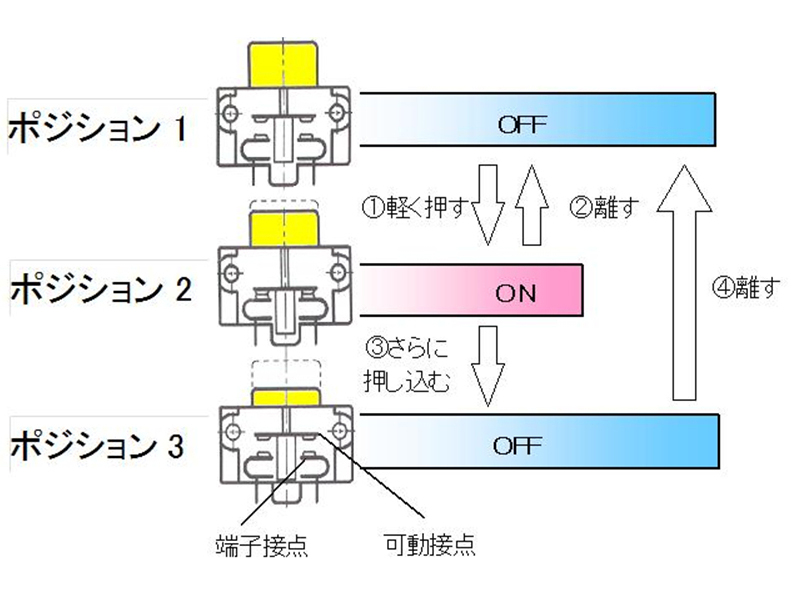 ポジション 1
OFF
①軽く押す
②離す
ポジション 2
ON
④離す
③さらに
押し込む
ポジション 3
OFF
端子接点
可動接点